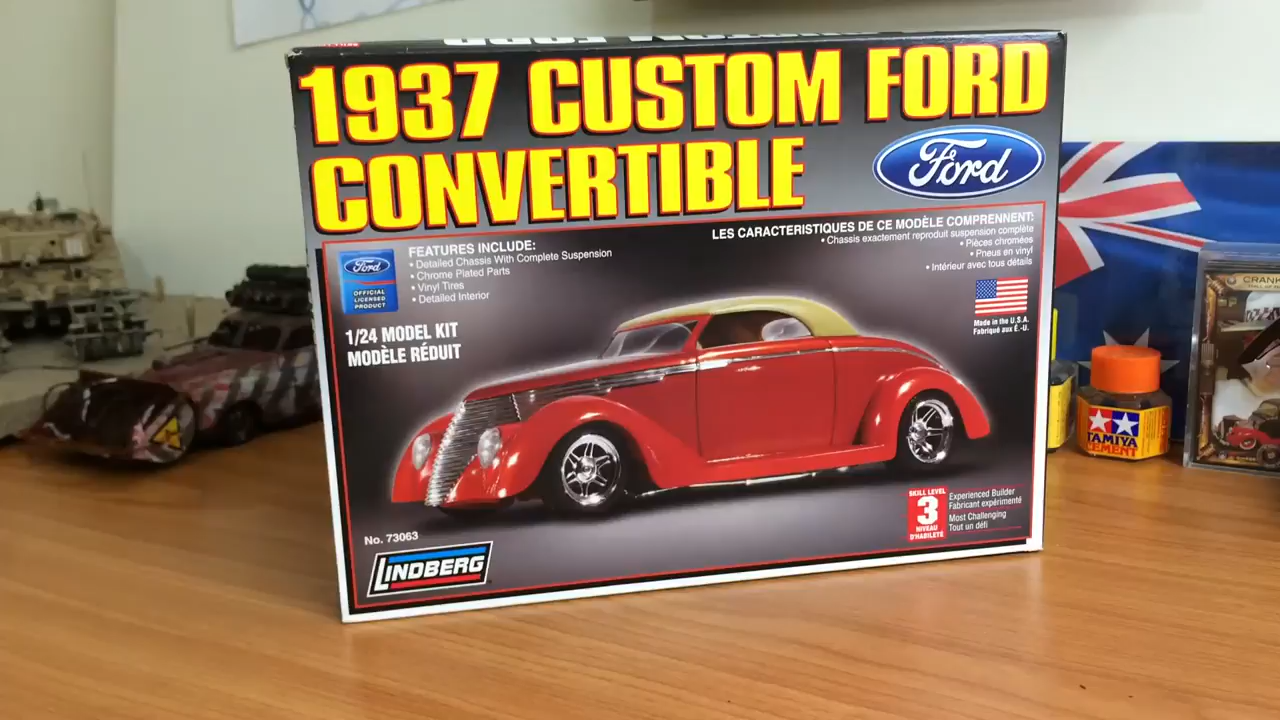 1937 CUSTOM FORD
CONVERTIBLE
Ford
FEATURES INCLUDE:
• Detailed Chassis With Complete Suspension
• Chrome Plated Parts
• Vinyl Tires
• Detailed Interior
LES CARACTERISTIQUES DE CE MODÈLE COMPRENNENT:
• Chassis exactement reproduit suspension complète
• Pièces chromées
• Pneus en vinyl
• Intérieur avec tous détails
Ford
OFFICIAL
LICENSED
PRODUCT
1/24 MODEL KIT
MODÈLE RÉDUIT
Made in the U.S.A.
Fabriqué aux É.-U.
SKILL LEVEL
3
NIVEAU
D'HABILETÉ
Experienced Builder
Fabricant expérimenté
Most Challenging
Tout un défi
No. 73063
LINDBERG
TAMIYA
CEMENT
CRANK